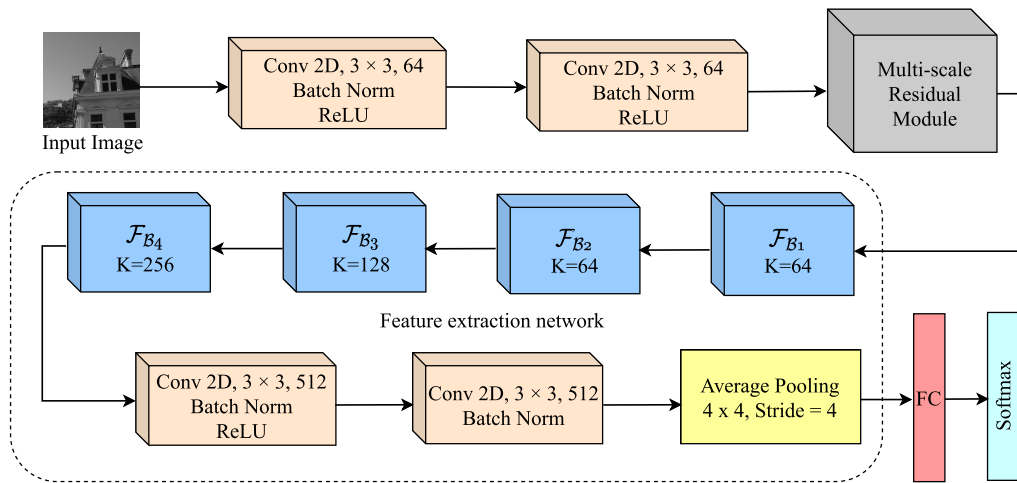 Conv 2D, 3 × 3, 64
Batch Norm
ReLU
Conv 2D, 3 × 3, 64
Batch Norm
ReLU
Multi-scale
Residual
Module
Input Image
𝓕𝓑₄
K=256
𝓕𝓑₃
K=128
𝓕𝓑₂
K=64
𝓕𝓑₁
K=64
Feature extraction network
Conv 2D, 3 × 3, 512
Batch Norm
ReLU
Conv 2D, 3 × 3, 512
Batch Norm
Average Pooling
4 x 4, Stride = 4
FC
Softmax